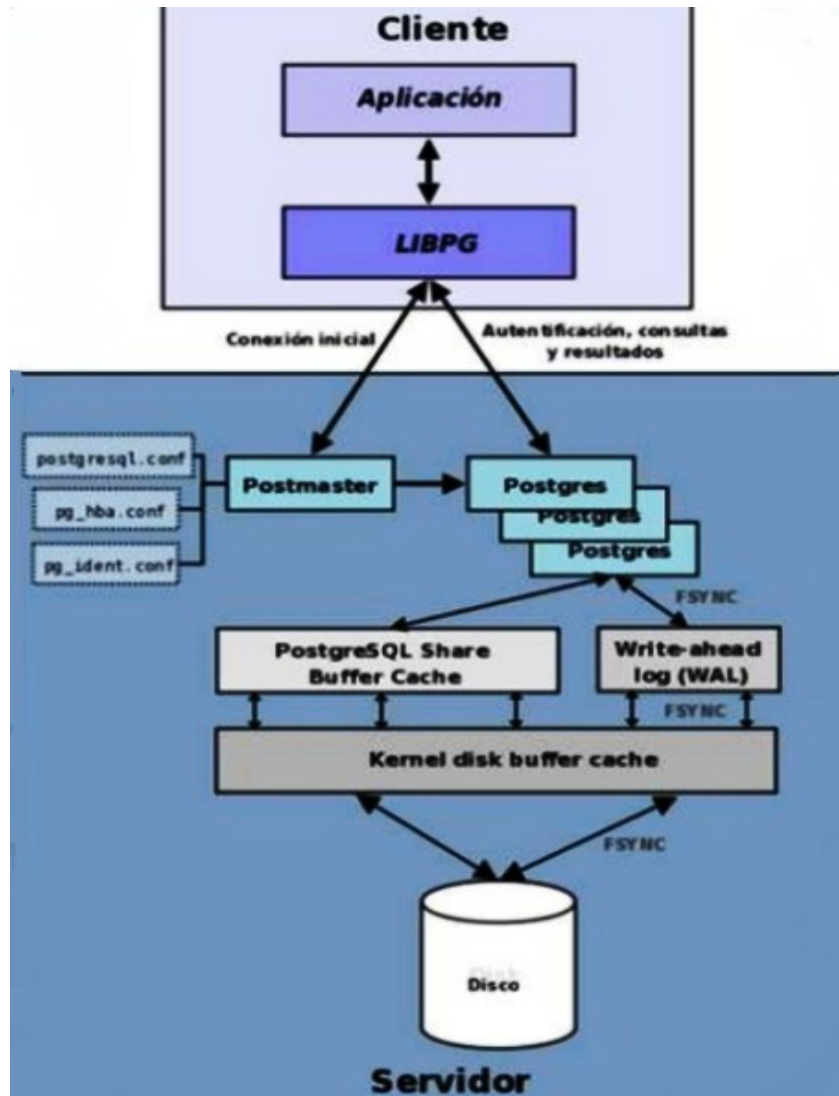 Cliente
Aplicación
LIBPG
Conexión inicial
Autentificación, consultas
y resultados
postgresql.conf
pg_hba.conf
pg_ident.conf
Postmaster
Postgres
Postgres
Postgres
FSYNC
PostgreSQL Share
Buffer Cache
Write-ahead
log (WAL)
FSYNC
Kernel disk buffer cache
FSYNC
Disco
Servidor